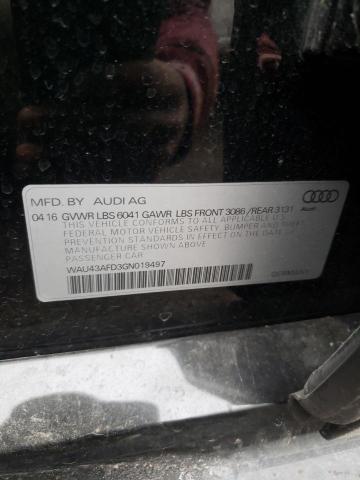 MFD. BY AUDI AG
04 16 GVWR LBS 6041 GAWR LBS FRONT 3086 / REAR 3131
Audi
THIS VEHICLE CONFORMS TO ALL APPLICABLE U.S.
FEDERAL MOTOR VEHICLE SAFETY, BUMPER, AND THEFT
PREVENTION STANDARDS IN EFFECT ON THE DATE OF
MANUFACTURE SHOWN ABOVE
PASSENGER CAR
WAU43AFD3GN019497
GERMANY